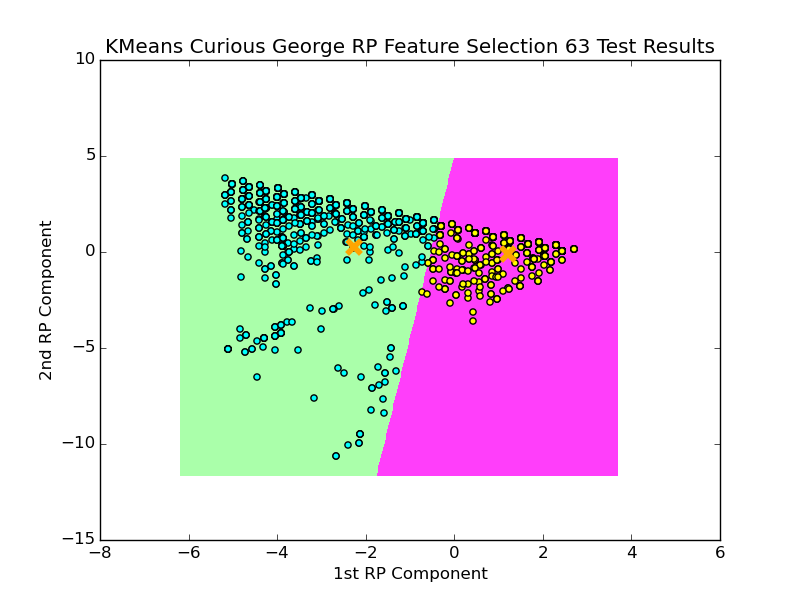 KMeans Curious George RP Feature Selection 63 Test Results
10
5
0
−5
−10
−15
2nd RP Component
−8 −6 −4 −2 0 2 4 6
1st RP Component